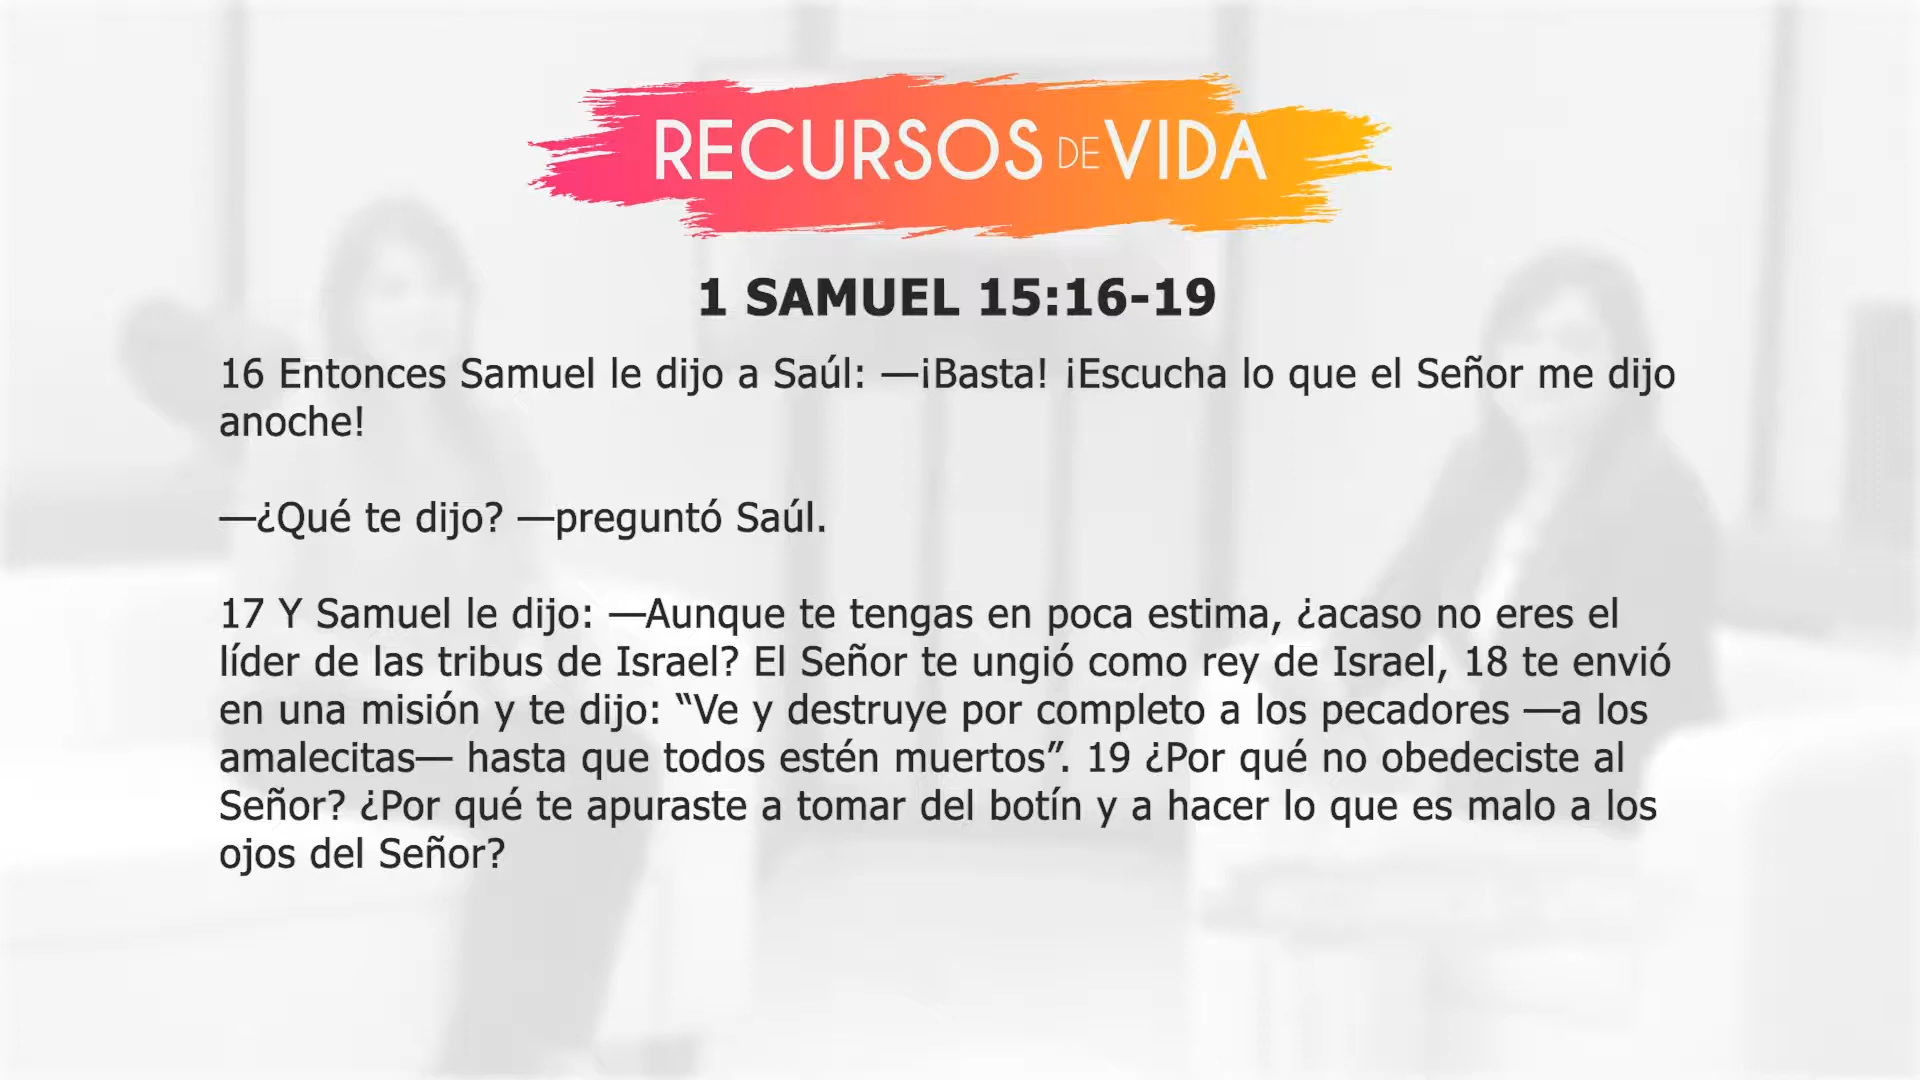 RECURSOS DE VIDA
1 SAMUEL 15:16-19
16 Entonces Samuel le dijo a Saúl: —¡Basta! ¡Escucha lo que el Señor me dijo
anoche!
—¿Qué te dijo? —preguntó Saúl.
17 Y Samuel le dijo: —Aunque te tengas en poca estima, ¿acaso no eres el
líder de las tribus de Israel? El Señor te ungió como rey de Israel, 18 te envió
en una misión y te dijo: “Ve y destruye por completo a los pecadores —a los
amalecitas— hasta que todos estén muertos”. 19 ¿Por qué no obedeciste al
Señor? ¿Por qué te apuraste a tomar del botín y a hacer lo que es malo a los
ojos del Señor?